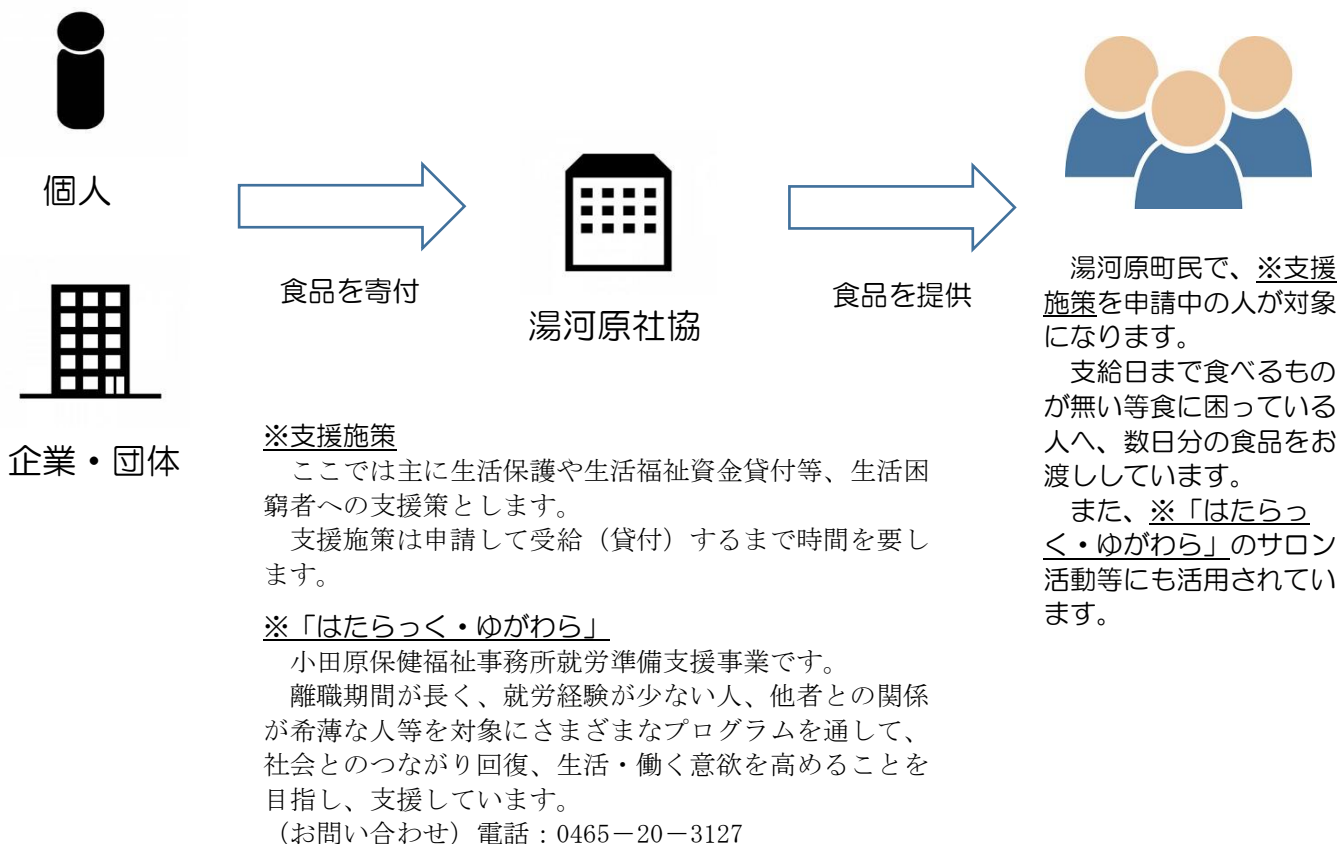 個人
企業・団体
食品を寄付
湯河原社協
食品を提供
　湯河原町民で、※支援
施策を申請中の人が対象
になります。
　支給日まで食べるもの
が無い等食に困っている
人へ、数日分の食品をお
渡ししています。
　また、※「はたらっ
く・ゆがわら」のサロン
活動等にも活用されてい
ます。
※支援施策
　ここでは主に生活保護や生活福祉資金貸付等、生活困
窮者への支援策とします。
　支援施策は申請して受給（貸付）するまで時間を要し
ます。
※「はたらっく・ゆがわら」
　小田原保健福祉事務所就労準備支援事業です。
　離職期間が長く、就労経験が少ない人、他者との関係
が希薄な人等を対象にさまざまなプログラムを通して、
社会とのつながり回復、生活・働く意欲を高めることを
目指し、支援しています。
（お問い合わせ）電話：0465－20－3127